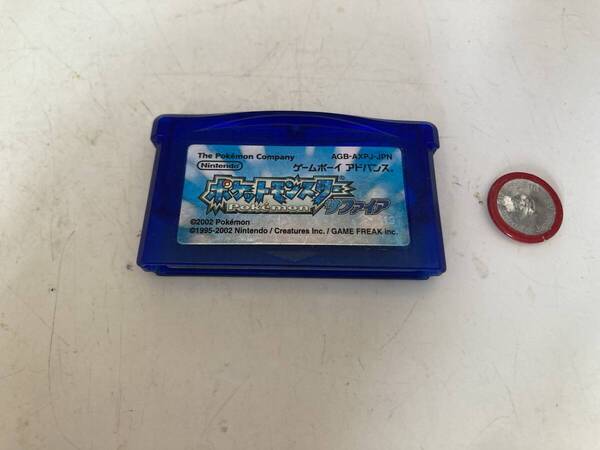 The Pokémon Company AGB-AXPJ-JPN
Nintendo ゲームボーイ アドバンス
ポケットモンスター
Pokémon サファイア
©2002 Pokémon
©1995-2002 Nintendo / Creatures Inc. / GAME FREAK inc.